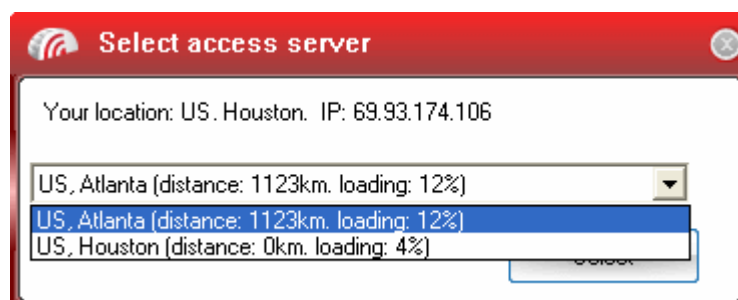 Select access server
Your location: US. Houston.  IP: 69.93.174.106
US, Atlanta (distance: 1123km. loading: 12%)
US, Atlanta (distance: 1123km. loading: 12%)
US, Houston (distance: 0km. loading: 4%)